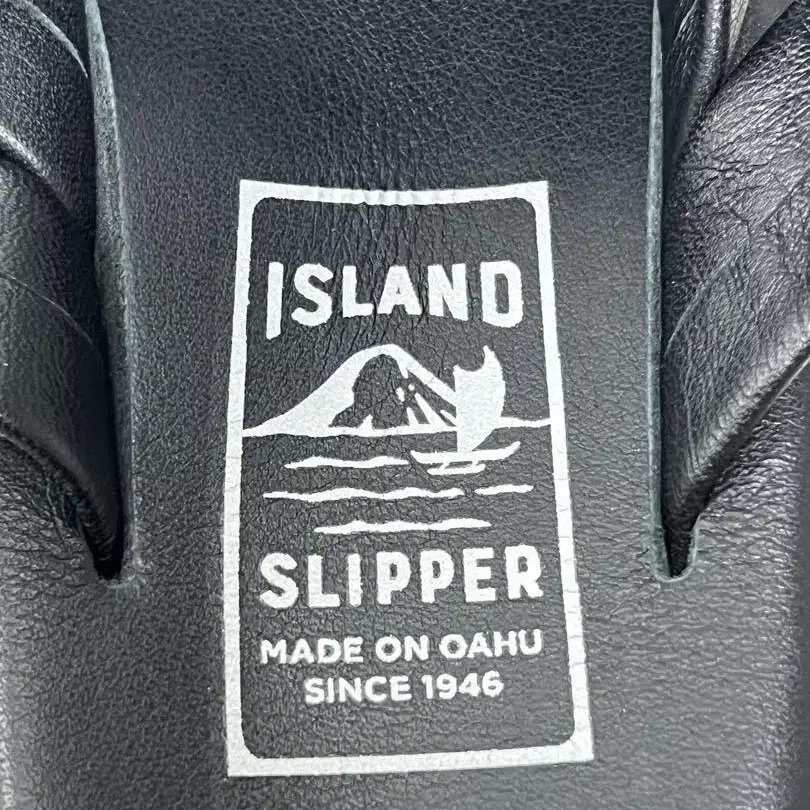 ISLAND
SLIPPER
MADE ON OAHU
SINCE 1946